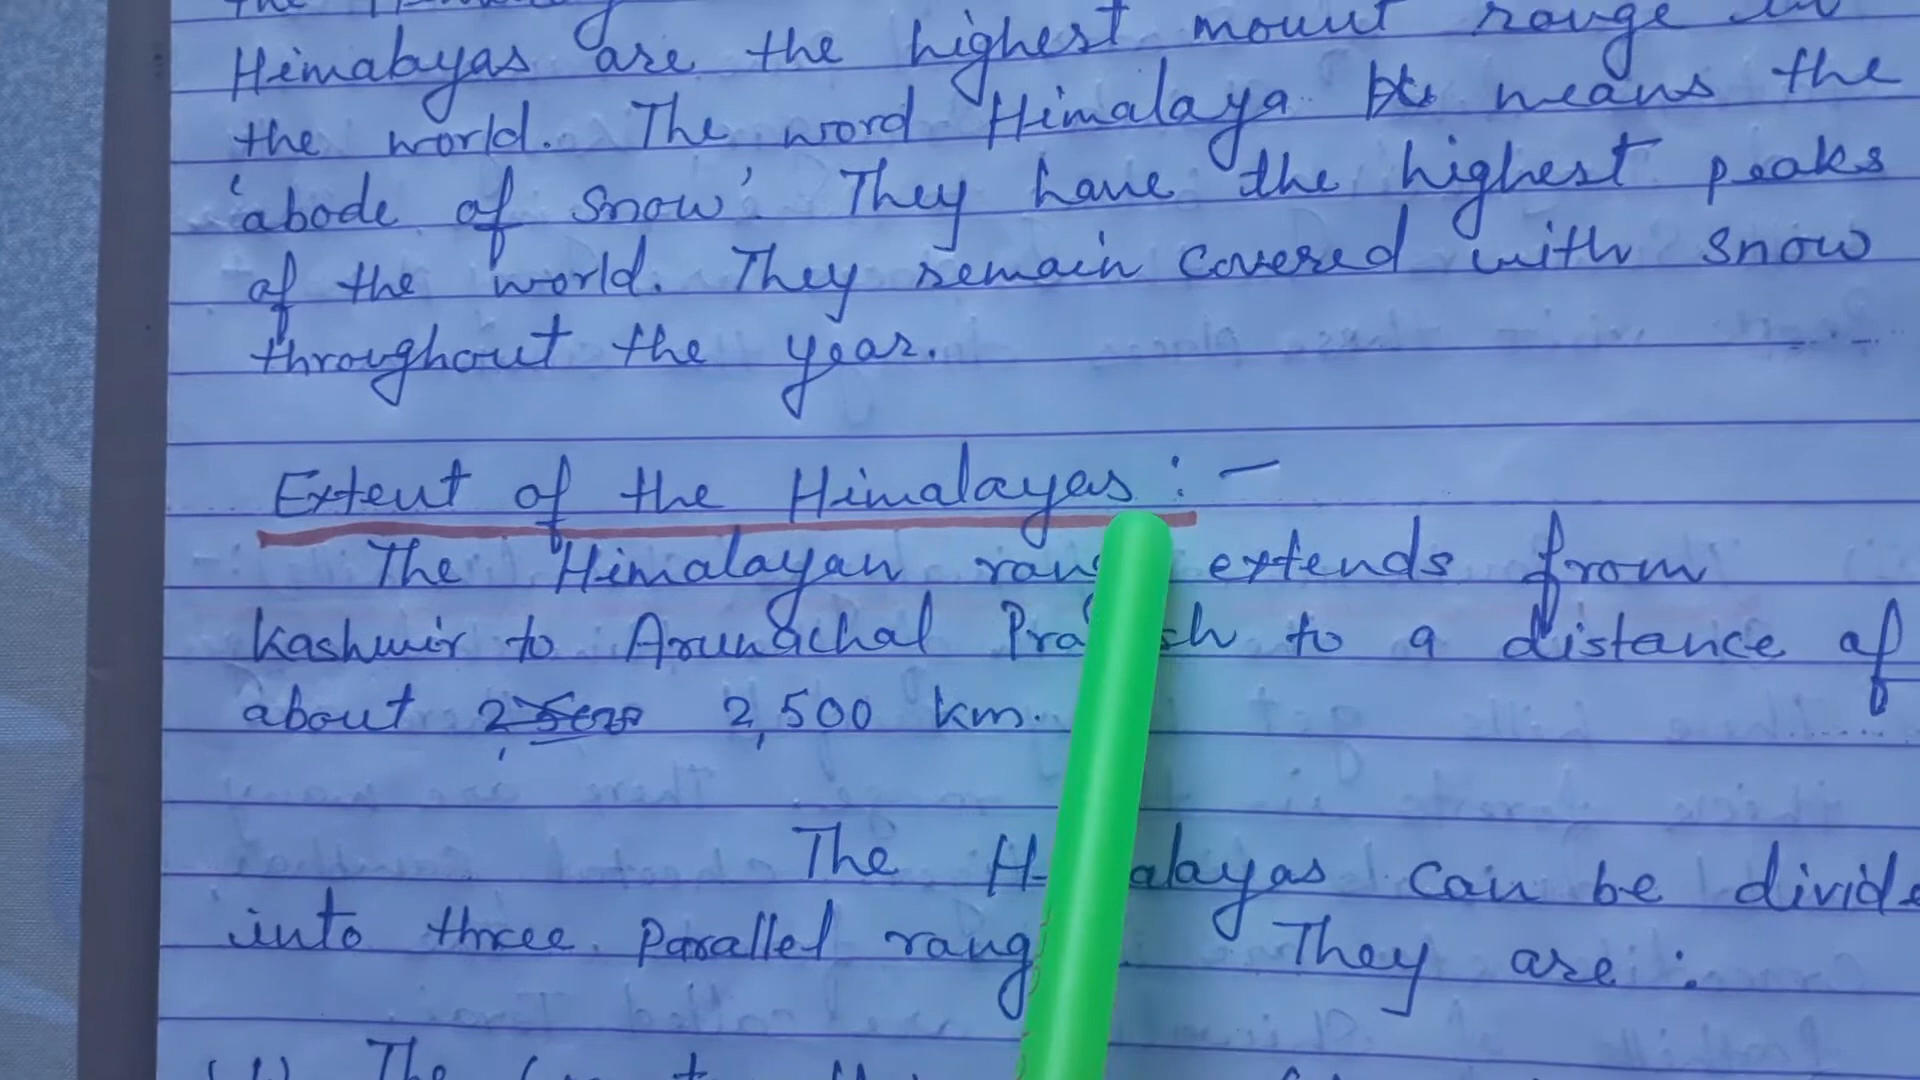 Himalayas are the highest mount range in
the world. The word Himalaya means the
'abode of snow'. They have the highest peaks
of the world. They remain covered with snow
throughout the year.
Extent of the Himalayas : -
The Himalayan extends from
Kashmir to Arunachal to a distance of
about 2,500 km.
The can be
into three parallel They are :
The